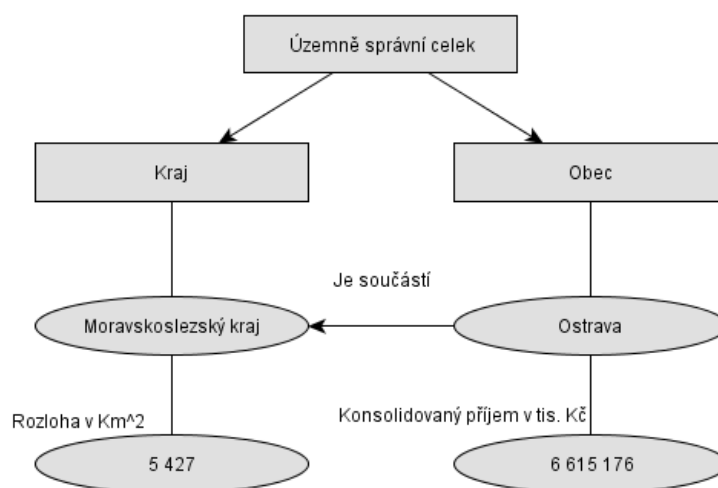 Územně správní celek
Kraj
Obec
Je součástí
Moravskoslezský kraj
Ostrava
Rozloha v Km^2
Konsolidovaný příjem v tis. Kč
5 427
6 615 176